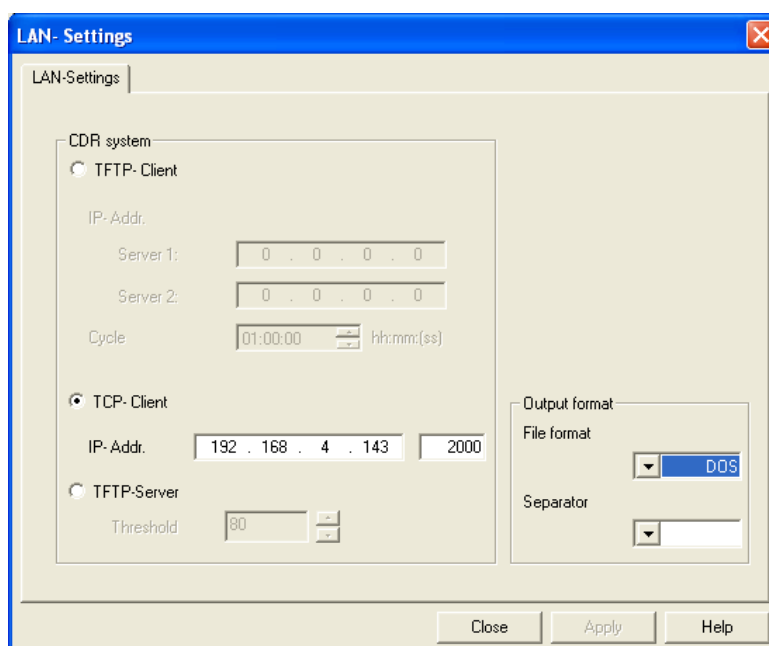 LAN- Settings
LAN-Settings
CDR system
TFTP- Client
IP- Addr.
Server 1: 0 . 0 . 0 . 0
Server 2: 0 . 0 . 0 . 0
Cycle 01:00:00 hh:mm:(ss)
TCP- Client
IP- Addr. 192 . 168 . 4 . 143 2000
TFTP-Server
Threshold 80
Output format
File format
DOS
Separator
Close Apply Help